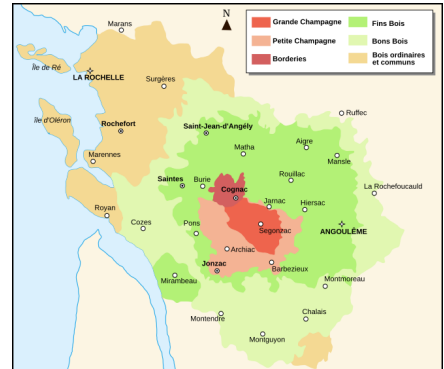 N
Grande Champagne
Petite Champagne
Borderies
Fins Bois
Bons Bois
Bois ordinaires
et communs
Marans
Île de Ré
LA ROCHELLE
Surgères
Île d'Oléron
Rochefort
Saint-Jean-d'Angély
Ruffec
Matha
Aigre
Mansle
Marennes
Saintes
Burie
Rouillac
La Rochefoucauld
Cognac
Jarnac
Hiersac
Royan
Cozes
Pons
Segonzac
ANGOULÊME
Archiac
Jonzac
Barbezieux
Mirambeau
Montmoreau
Montendre
Chalais
Montguyon